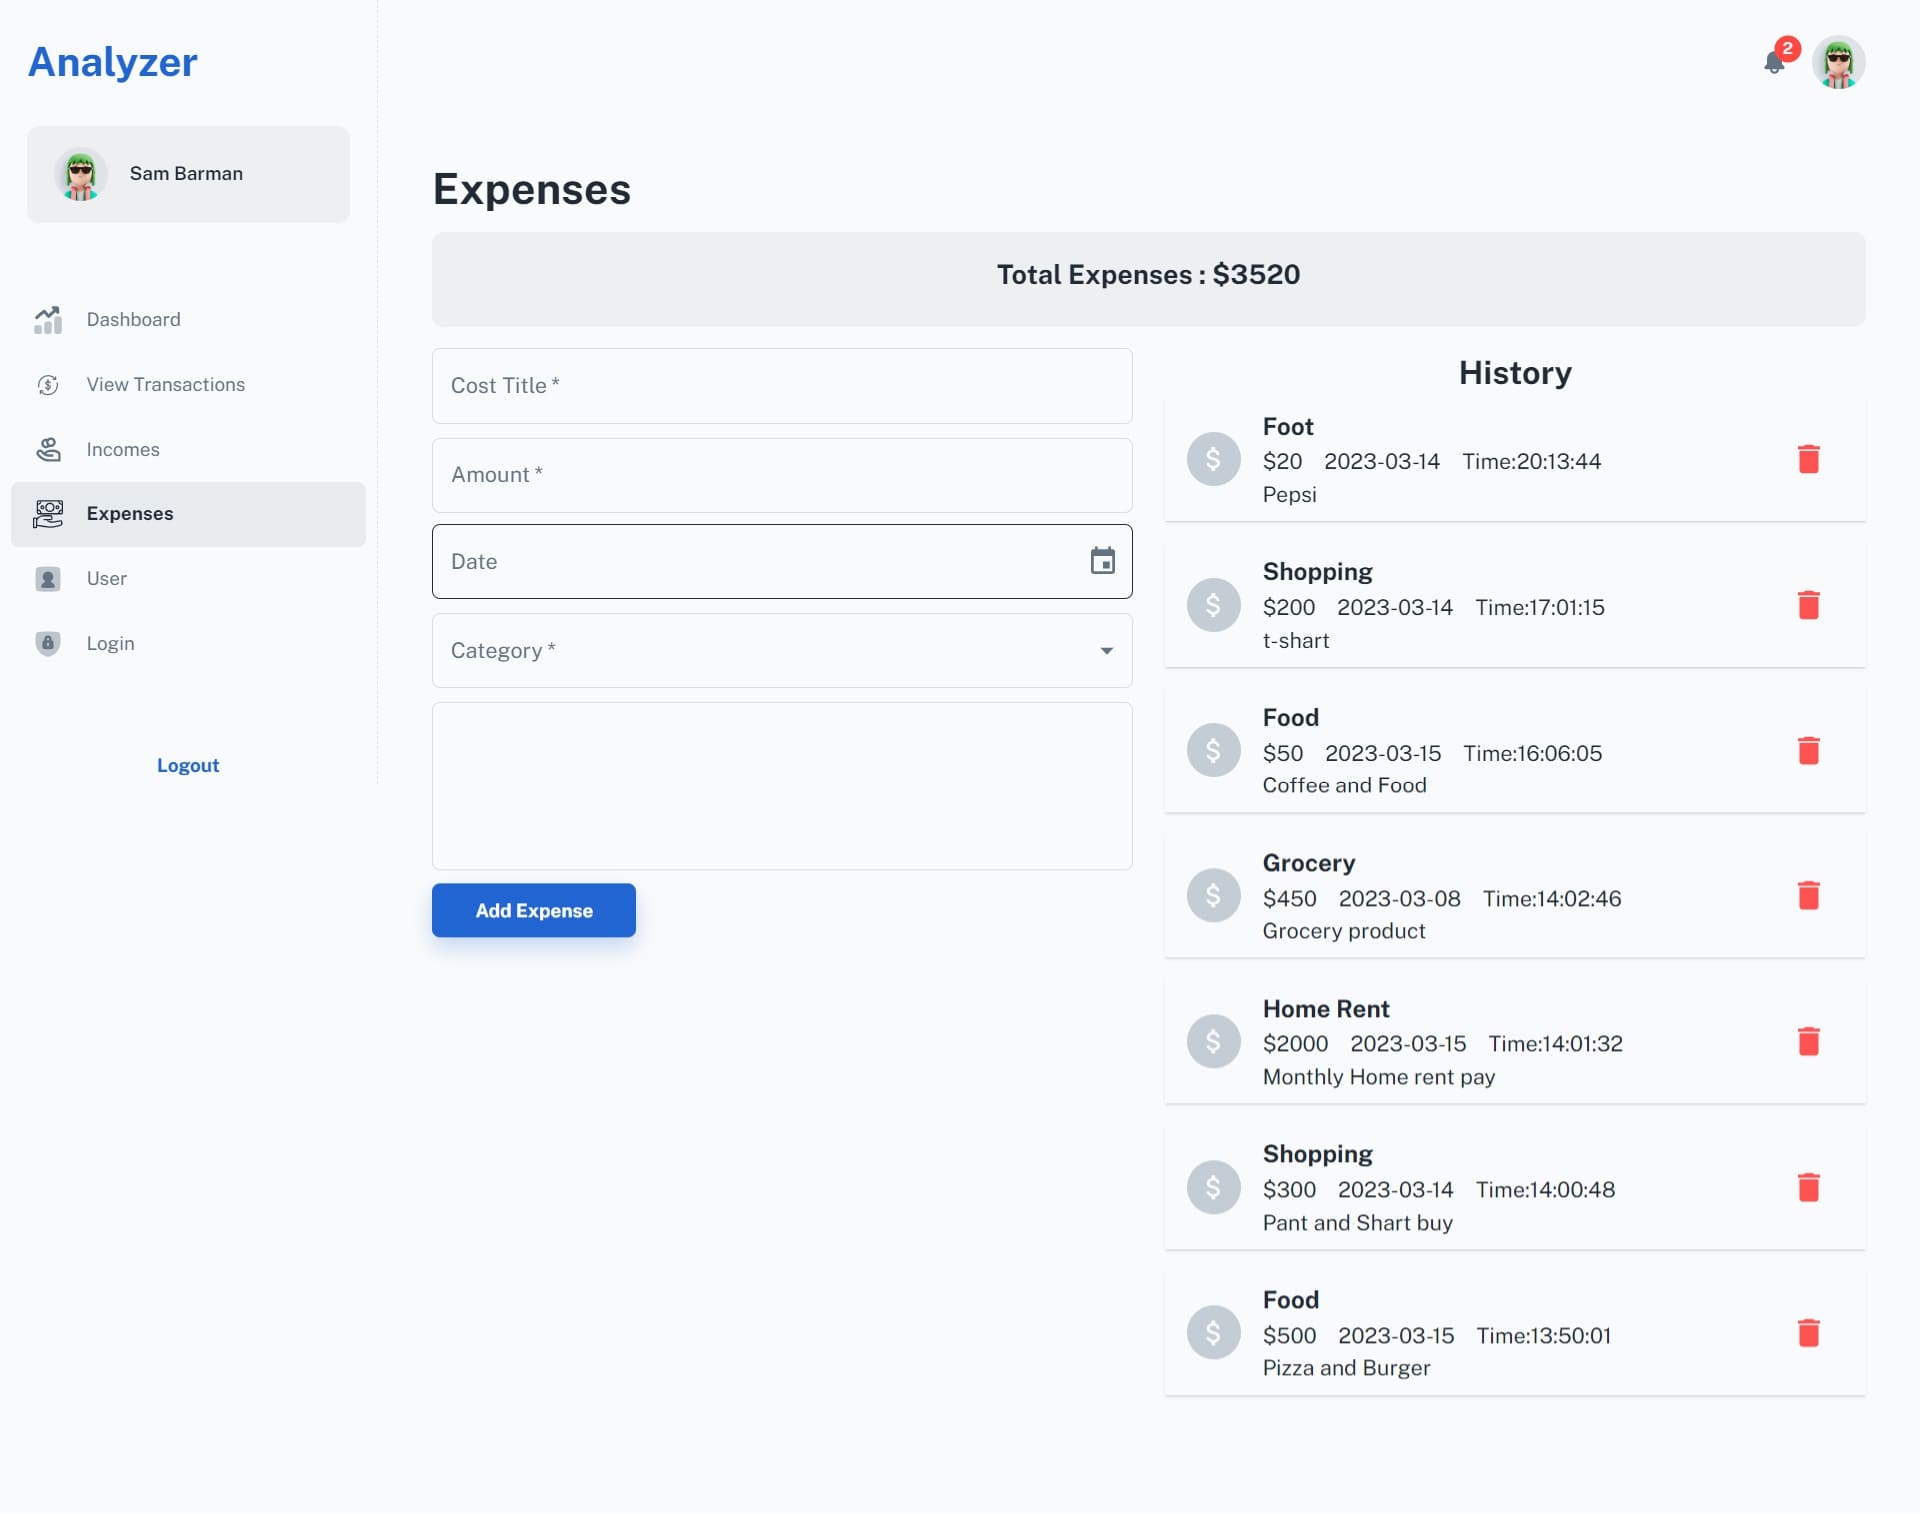 Analyzer
2
Sam Barman
Dashboard
View Transactions
Incomes
Expenses
User
Login
Logout
Expenses
Total Expenses : $3520
Cost Title *
Amount *
Date
Category *
Add Expense
History
Foot
$20 2023-03-14 Time:20:13:44
Pepsi
Shopping
$200 2023-03-14 Time:17:01:15
t-shart
Food
$50 2023-03-15 Time:16:06:05
Coffee and Food
Grocery
$450 2023-03-08 Time:14:02:46
Grocery product
Home Rent
$2000 2023-03-15 Time:14:01:32
Monthly Home rent pay
Shopping
$300 2023-03-14 Time:14:00:48
Pant and Shart buy
Food
$500 2023-03-15 Time:13:50:01
Pizza and Burger